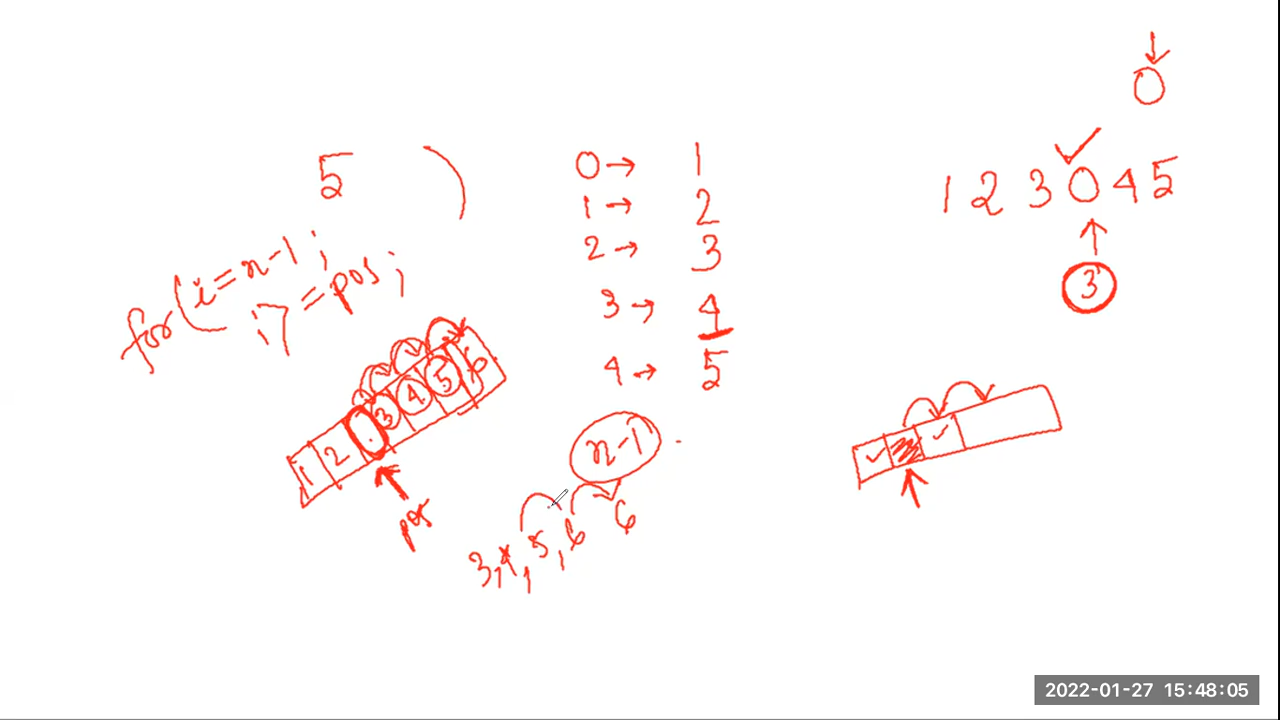 0
5 )
0 → 1
1 → 2
2 → 3
3 → 4
4 → 5
1 2 3 0 4 5
3
for(i=n-1;
i>=pos;
1 2 3 4 5 6
pos
n-1
3, 4, 5, 6 6
2022-01-27 15:48:05